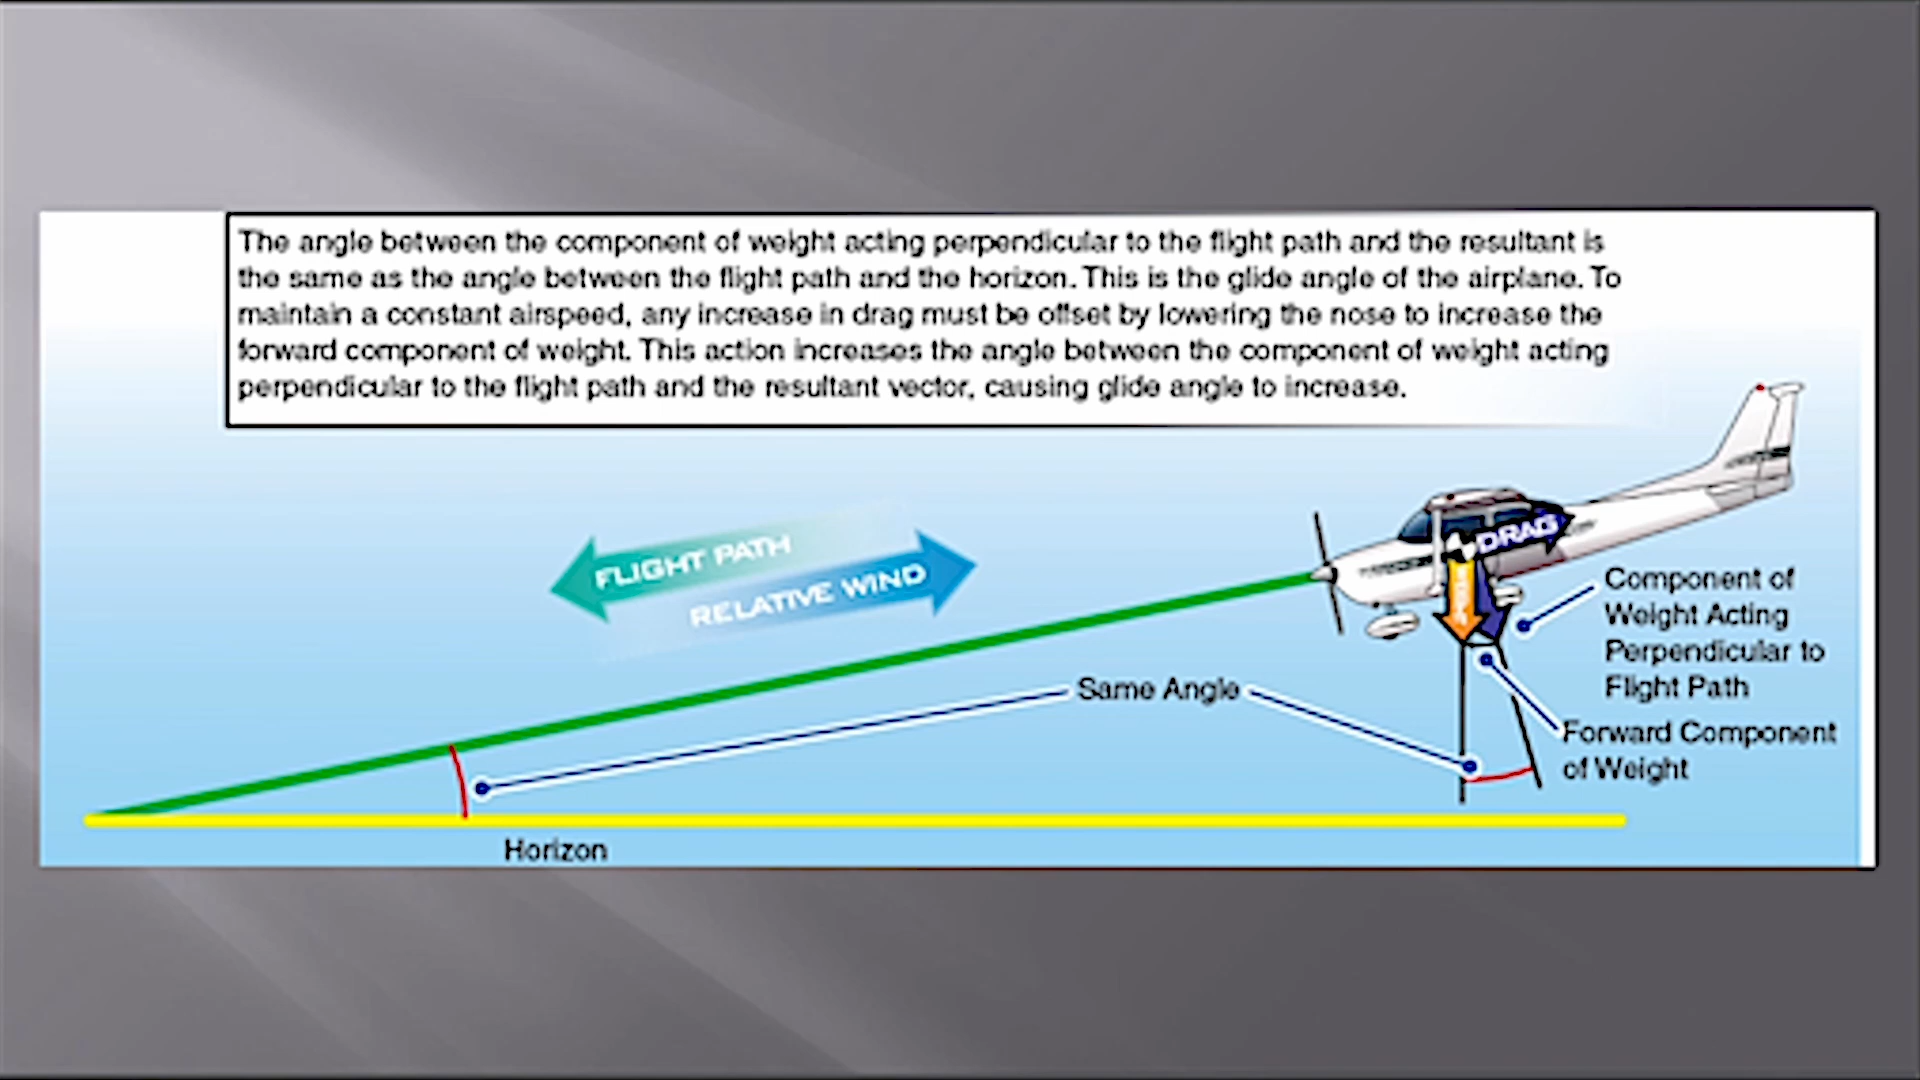 The angle between the component of weight acting perpendicular to the flight path and the resultant is
the same as the angle between the flight path and the horizon. This is the glide angle of the airplane. To
maintain a constant airspeed, any increase in drag must be offset by lowering the nose to increase the
forward component of weight. This action increases the angle between the component of weight acting
perpendicular to the flight path and the resultant vector, causing glide angle to increase.
FLIGHT PATH
RELATIVE WIND
DRAG
Component of
Weight Acting
Perpendicular to
Flight Path
Same Angle
Forward Component
of Weight
Horizon